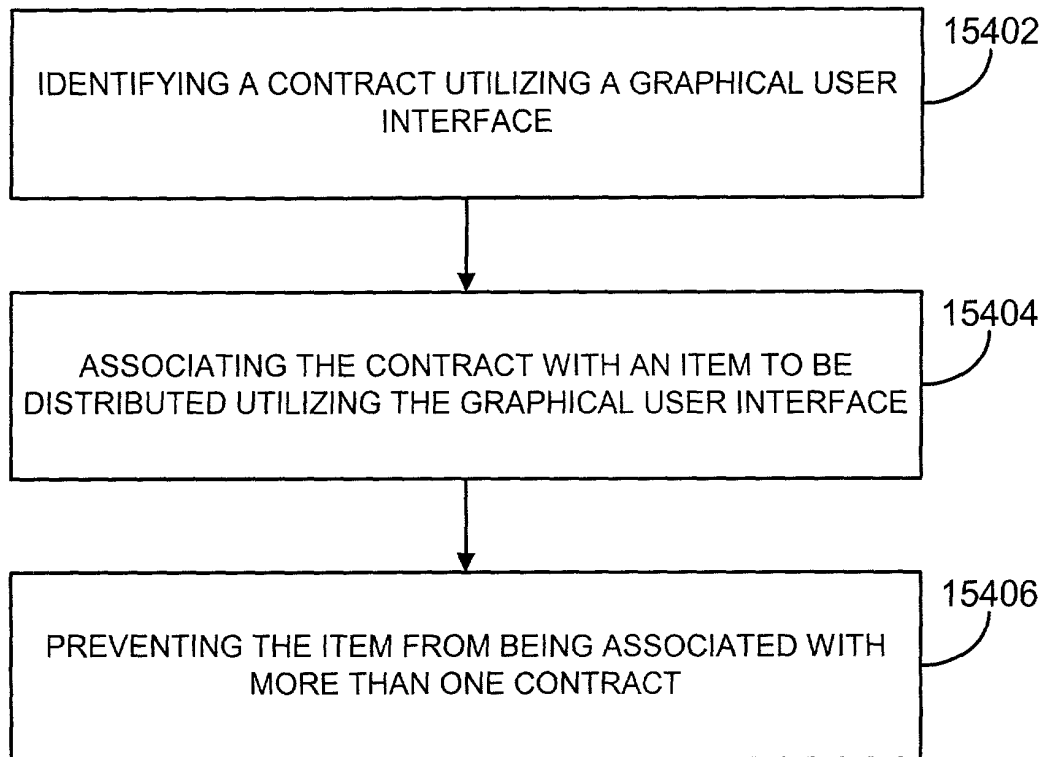 15402
IDENTIFYING A CONTRACT UTILIZING A GRAPHICAL USER
INTERFACE
15404
ASSOCIATING THE CONTRACT WITH AN ITEM TO BE
DISTRIBUTED UTILIZING THE GRAPHICAL USER INTERFACE
15406
PREVENTING THE ITEM FROM BEING ASSOCIATED WITH
MORE THAN ONE CONTRACT